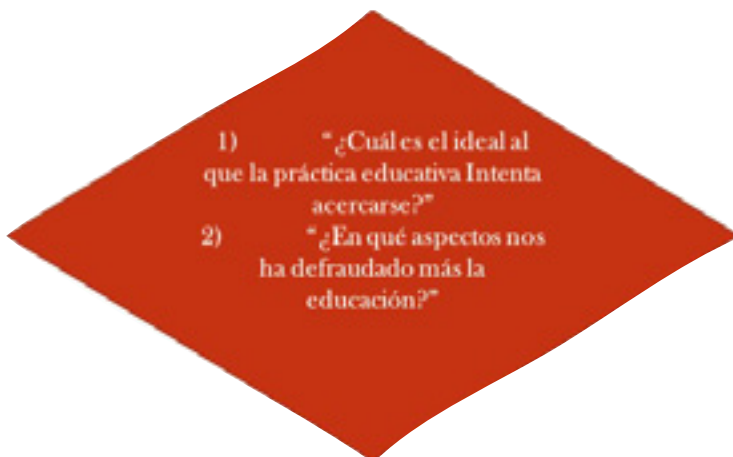 1) “¿Cuál es el ideal al
que la práctica educativa Intenta
acercarse?”
2) “¿En qué aspectos nos
ha defraudado más la
educación?”